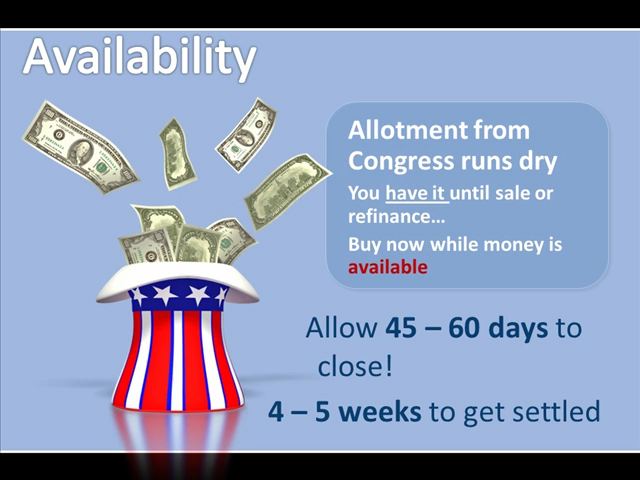 Availability
Allotment from
Congress runs dry
You have it until sale or
refinance…
Buy now while money is
available
Allow 45 – 60 days to
close!
4 – 5 weeks to get settled